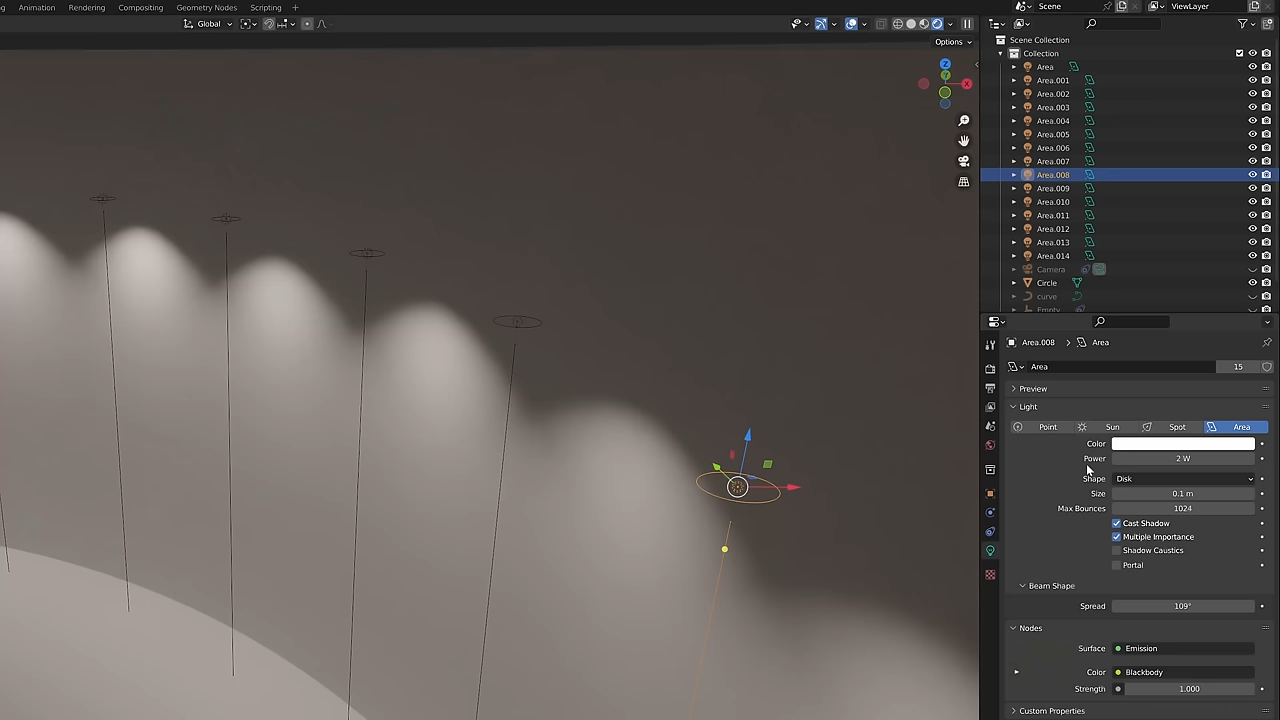 Animation Rendering Compositing Geometry Nodes Scripting + Scene ViewLayer
Global
Options
Z
Y
X
Scene Collection
Collection
Area
Area.001
Area.002
Area.003
Area.004
Area.005
Area.006
Area.007
Area.008
Area.009
Area.010
Area.011
Area.012
Area.013
Area.014
Camera
Circle
curve
Empty
Area.008 > Area
Area 15
Preview
Light
Point Sun Spot Area
Color
Power 2 W
Shape Disk
Size 0.1 m
Max Bounces 1024
Cast Shadow
Multiple Importance
Shadow Caustics
Portal
Beam Shape
Spread 109°
Nodes
Surface Emission
Color Blackbody
Strength 1.000
Custom Properties